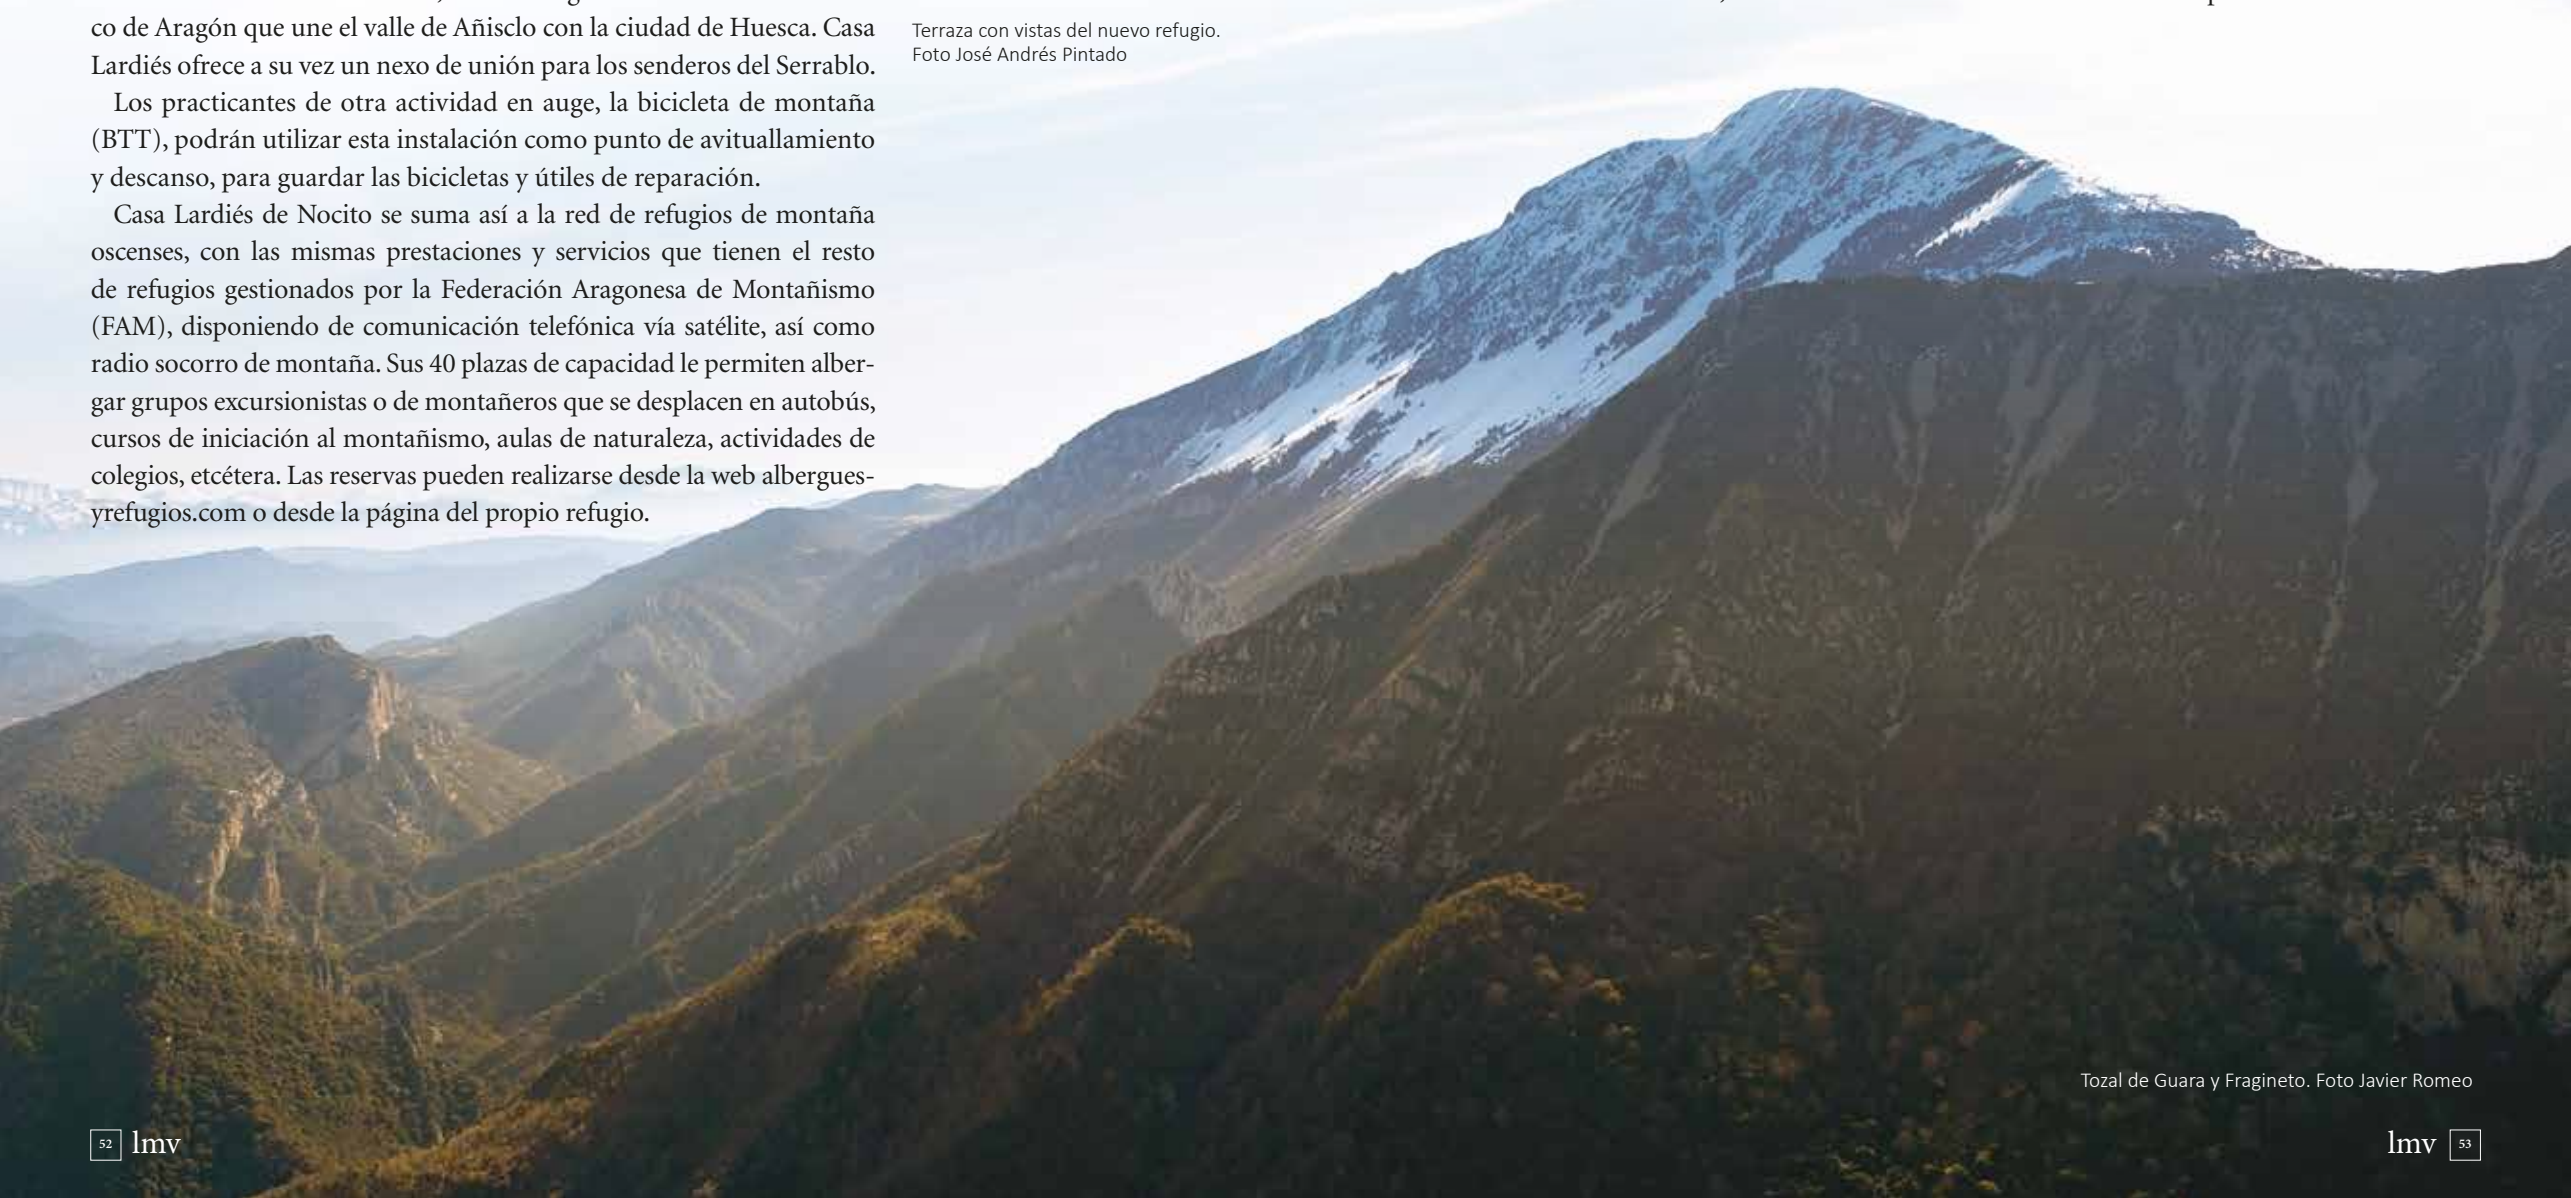 co de Aragón que une el valle de Añisclo con la ciudad de Huesca. Casa
Lardiés ofrece a su vez un nexo de unión para los senderos del Serrablo.
Los practicantes de otra actividad en auge, la bicicleta de montaña
(BTT), podrán utilizar esta instalación como punto de avituallamiento
y descanso, para guardar las bicicletas y útiles de reparación.
Casa Lardiés de Nocito se suma así a la red de refugios de montaña
oscenses, con las mismas prestaciones y servicios que tienen el resto
de refugios gestionados por la Federación Aragonesa de Montañismo
(FAM), disponiendo de comunicación telefónica vía satélite, así como
radio socorro de montaña. Sus 40 plazas de capacidad le permiten alber-
gar grupos excursionistas o de montañeros que se desplacen en autobús,
cursos de iniciación al montañismo, aulas de naturaleza, actividades de
colegios, etcétera. Las reservas pueden realizarse desde la web albergues-
yrefugios.com o desde la página del propio refugio.
Terraza con vistas del nuevo refugio.
Foto José Andrés Pintado
Tozal de Guara y Fragineto. Foto Javier Romeo
52 lmv
lmv 53